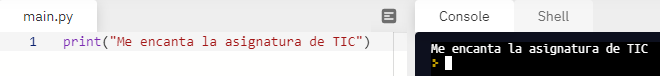 main.py
Console
Shell
1 print("Me encanta la asignatura de TIC")
Me encanta la asignatura de TIC
>